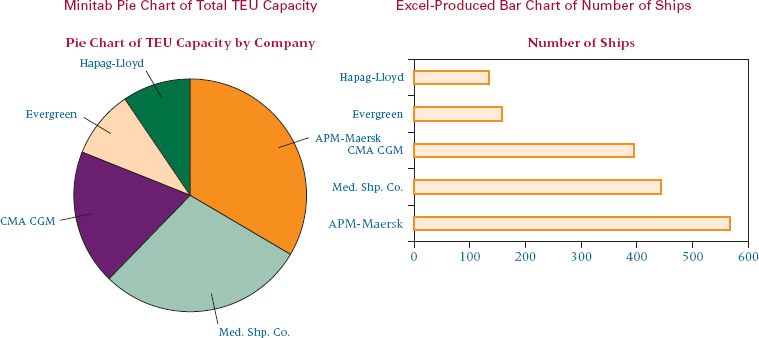 Minitab Pie Chart of Total TEU Capacity
Pie Chart of TEU Capacity by Company
Hapag-Lloyd
Evergreen
APM-Maersk
CMA CGM
Med. Shp. Co.
Excel-Produced Bar Chart of Number of Ships
Number of Ships
Hapag-Lloyd
Evergreen
CMA CGM
Med. Shp. Co.
APM-Maersk
0 100 200 300 400 500 600